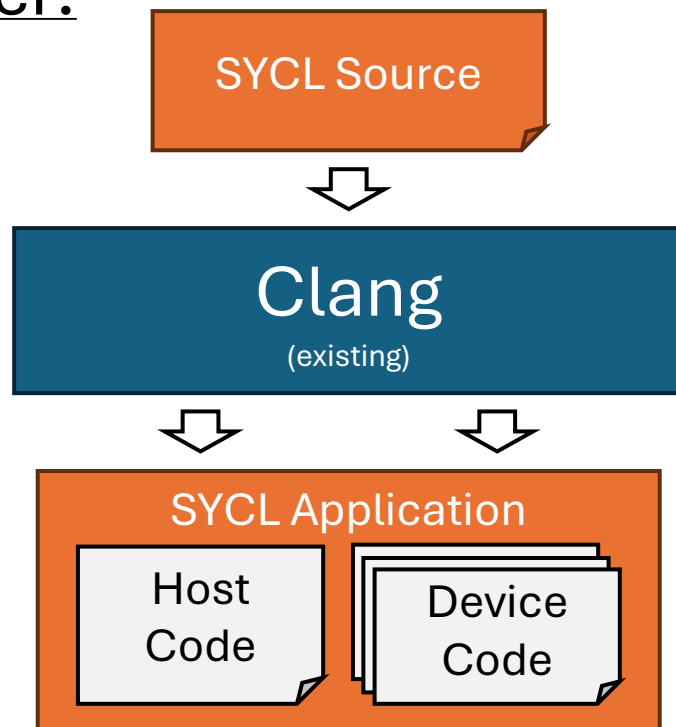 SYCL Source
Clang
(existing)
SYCL Application
Host
Code
Device
Code